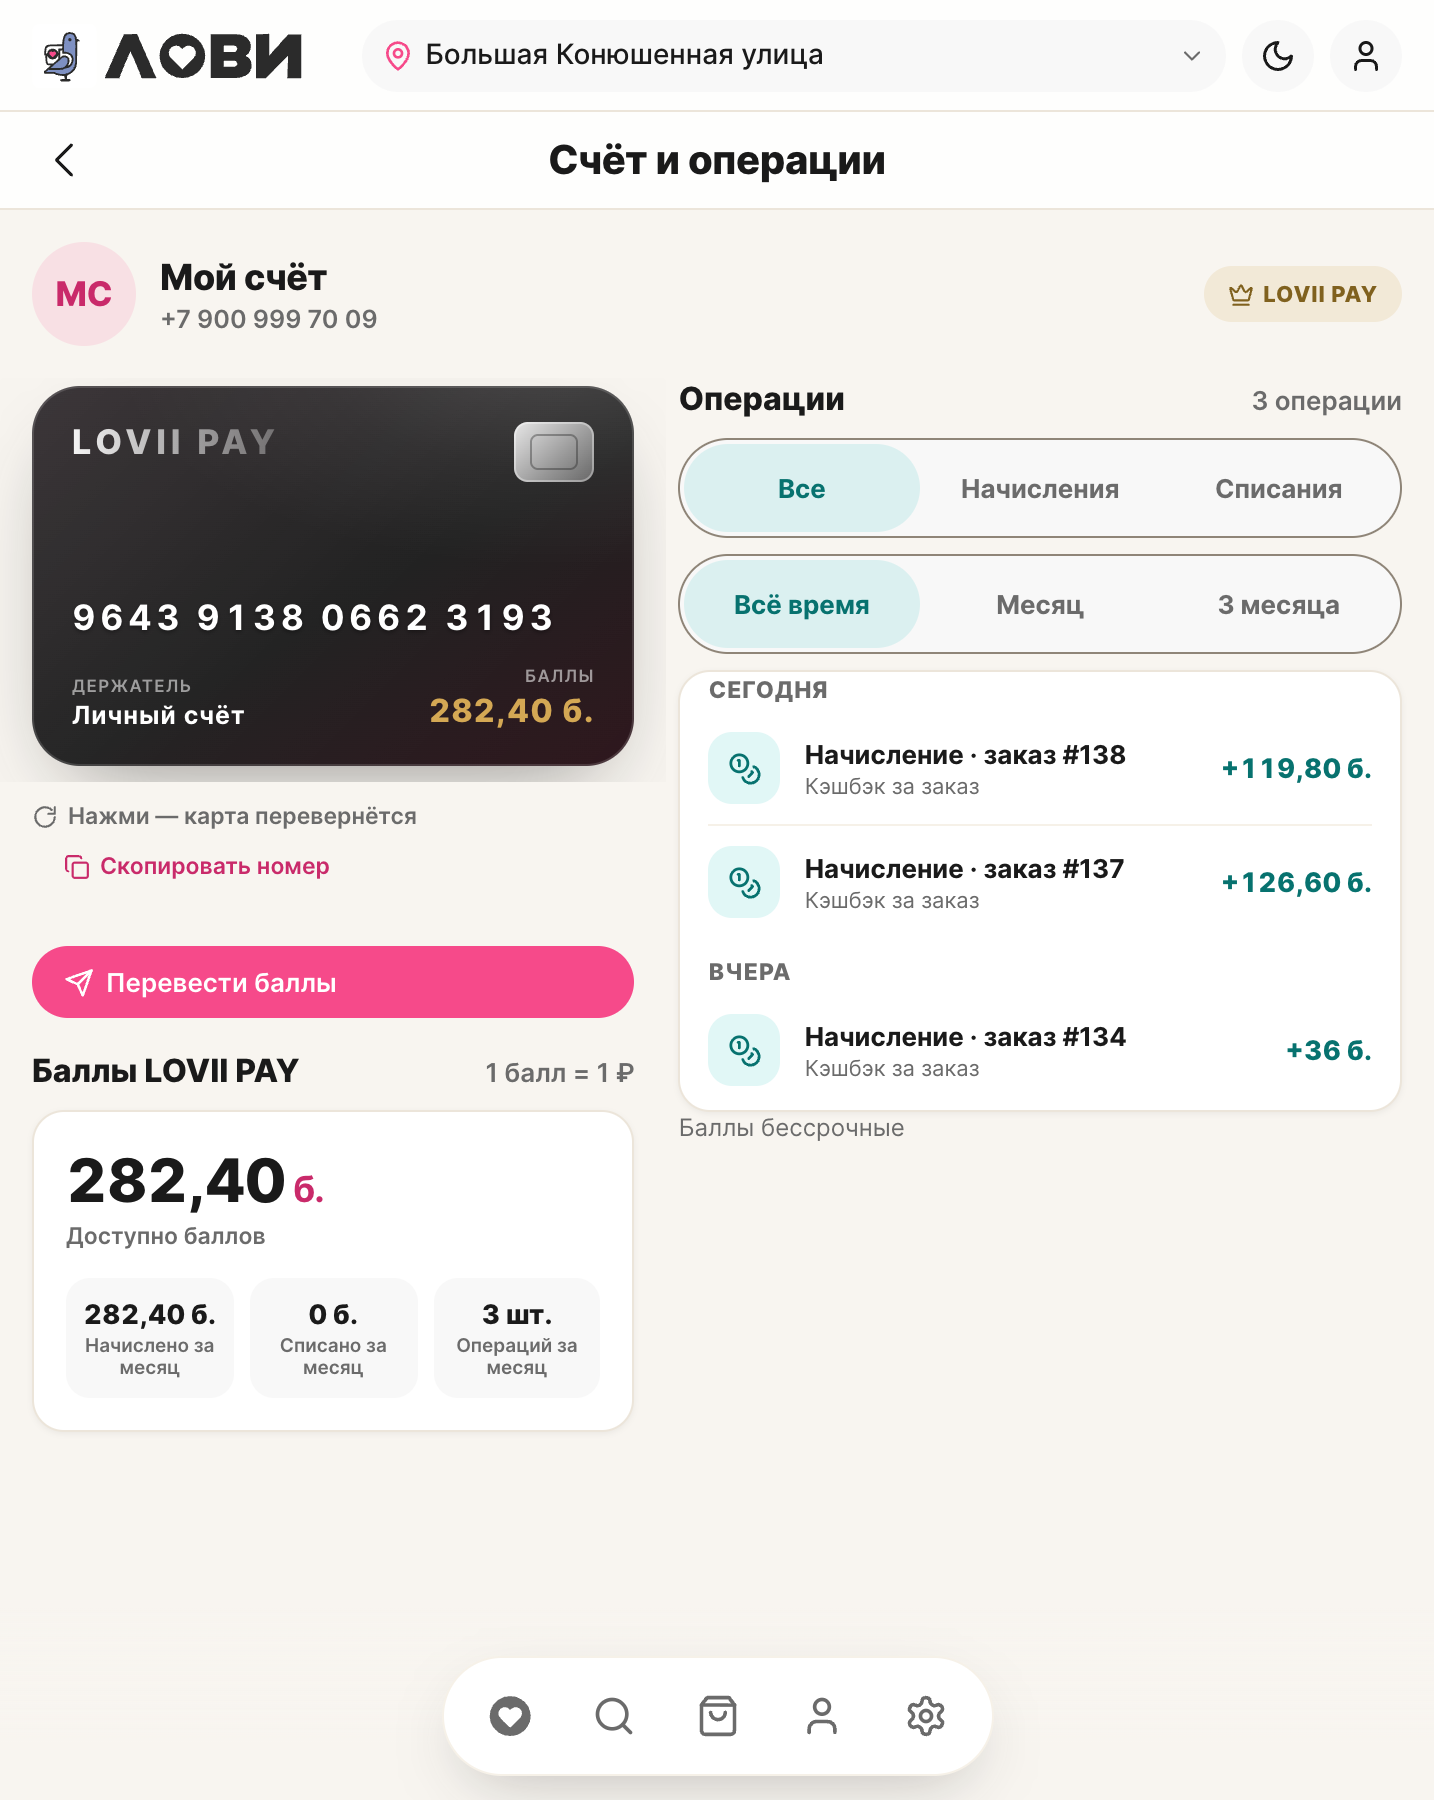 ЛОВИ
Большая Конюшенная улица
Счёт и операции
МС
Мой счёт
+7 900 999 70 09
LOVII PAY
LOVII PAY
9643 9138 0662 3193
ДЕРЖАТЕЛЬ
Личный счёт
БАЛЛЫ
282,40 б.
Нажми — карта перевернётся
Скопировать номер
Перевести баллы
Баллы LOVII PAY
1 балл = 1 ₽
282,40 б.
Доступно баллов
282,40 б.
Начислено за
месяц
0 б.
Списано за
месяц
3 шт.
Операций за
месяц
Операции
3 операции
Все
Начисления
Списания
Всё время
Месяц
3 месяца
СЕГОДНЯ
Начисление · заказ #138
Кэшбэк за заказ
+119,80 б.
Начисление · заказ #137
Кэшбэк за заказ
+126,60 б.
ВЧЕРА
Начисление · заказ #134
Кэшбэк за заказ
+36 б.
Баллы бессрочные